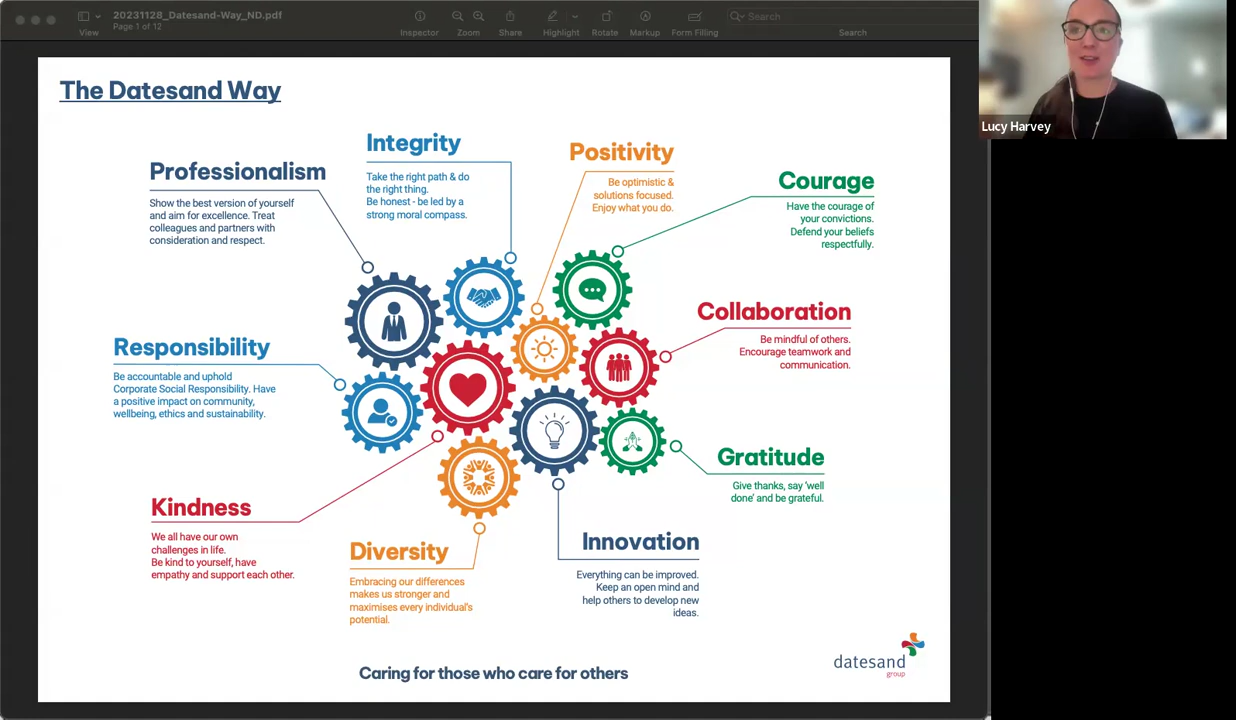 20231128_Datesand-Way_ND.pdf
Page 1 of 12
View
Inspector
Zoom
Share
Highlight
Rotate
Markup
Form Filling
Search
Search
Lucy Harvey
The Datesand Way
Professionalism
Show the best version of yourself
and aim for excellence. Treat
colleagues and partners with
consideration and respect.
Integrity
Take the right path & do
the right thing.
Be honest - be led by a
strong moral compass.
Positivity
Be optimistic &
solutions focused.
Enjoy what you do.
Courage
Have the courage of
your convictions.
Defend your beliefs
respectfully.
Collaboration
Be mindful of others.
Encourage teamwork and
communication.
Responsibility
Be accountable and uphold
Corporate Social Responsibility. Have
a positive impact on community,
wellbeing, ethics and sustainability.
Gratitude
Give thanks, say ‘well
done’ and be grateful.
Kindness
We all have our own
challenges in life.
Be kind to yourself, have
empathy and support each other.
Diversity
Embracing our differences
makes us stronger and
maximises every individual’s
potential.
Innovation
Everything can be improved.
Keep an open mind and
help others to develop new
ideas.
Caring for those who care for others
datesand
group